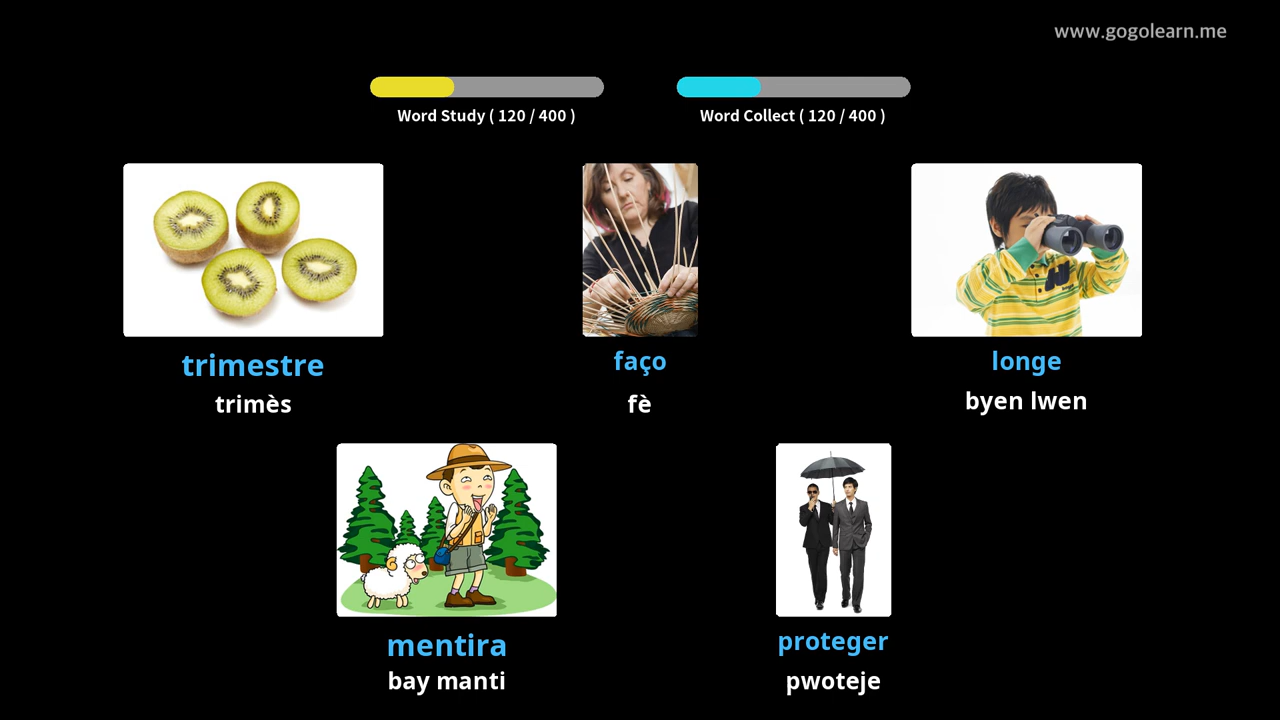 www.gogolearn.me
Word Study ( 120 / 400 )
Word Collect ( 120 / 400 )
trimestre
trimès
faço
fè
longe
byen lwen
mentira
bay manti
proteger
pwoteje